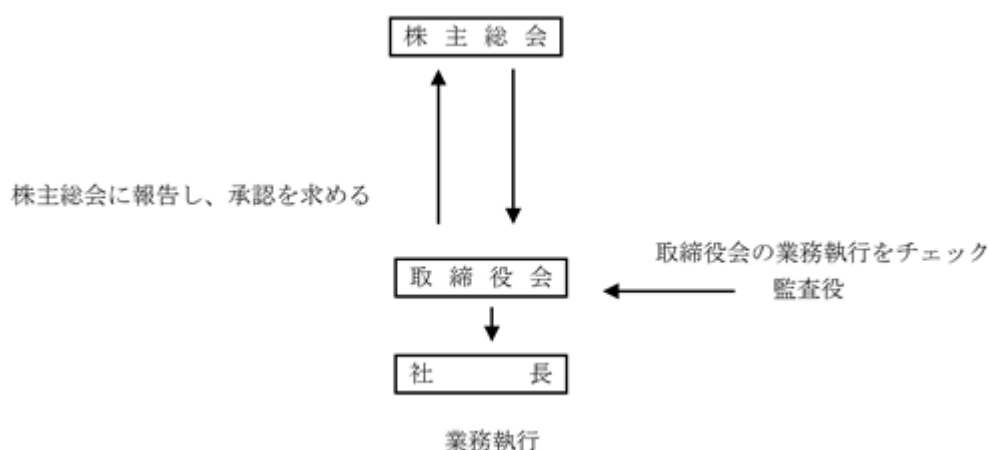 株主総会
株主総会に報告し、承認を求める
取締役会の業務執行をチェック
取締役会
監査役
社長
業務執行